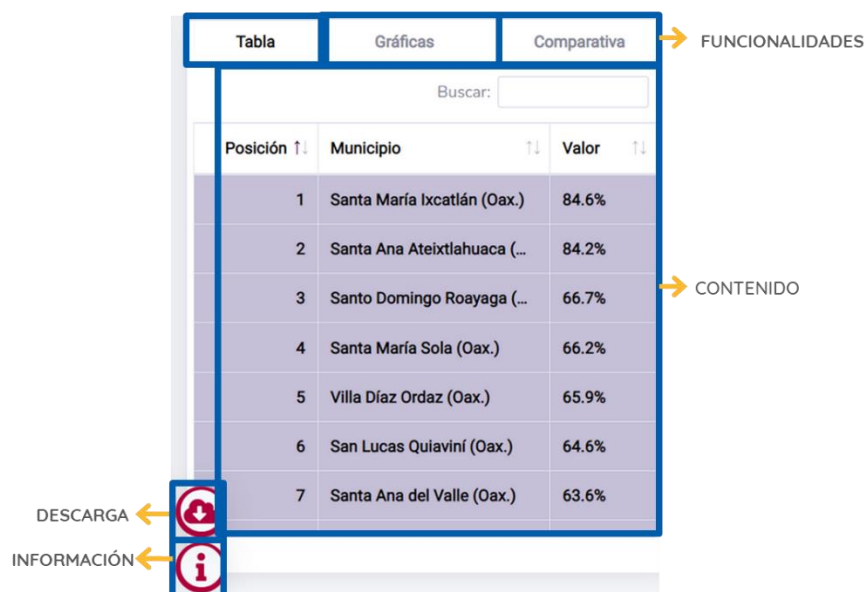 Tabla Gráficas Comparativa FUNCIONALIDADES
Buscar:
Posición Municipio Valor
1 Santa María Ixcatlán (Oax.) 84.6%
2 Santa Ana Ateixtlahuaca (... 84.2%
3 Santo Domingo Roayaga (... 66.7%
CONTENIDO
4 Santa María Sola (Oax.) 66.2%
5 Villa Díaz Ordaz (Oax.) 65.9%
6 San Lucas Quiaviní (Oax.) 64.6%
7 Santa Ana del Valle (Oax.) 63.6%
DESCARGA
INFORMACIÓN